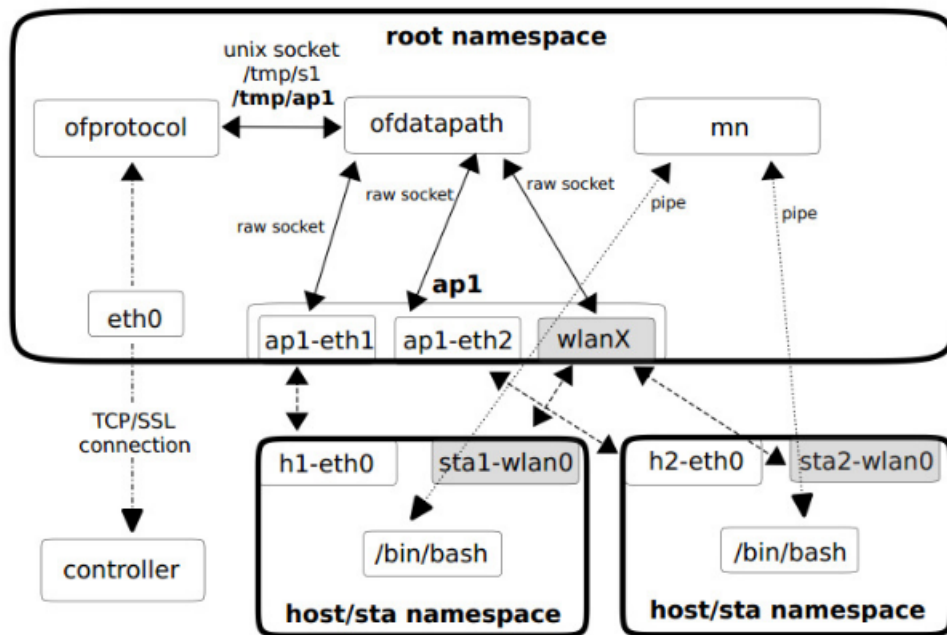 root namespace
unix socket
/tmp/s1
/tmp/ap1
ofprotocol
ofdatapath
mn
raw socket
raw socket
raw socket
pipe
pipe
ap1
eth0
ap1-eth1
ap1-eth2
wlanX
TCP/SSL
connection
h1-eth0
sta1-wlan0
h2-eth0
sta2-wlan0
controller
/bin/bash
/bin/bash
host/sta namespace
host/sta namespace